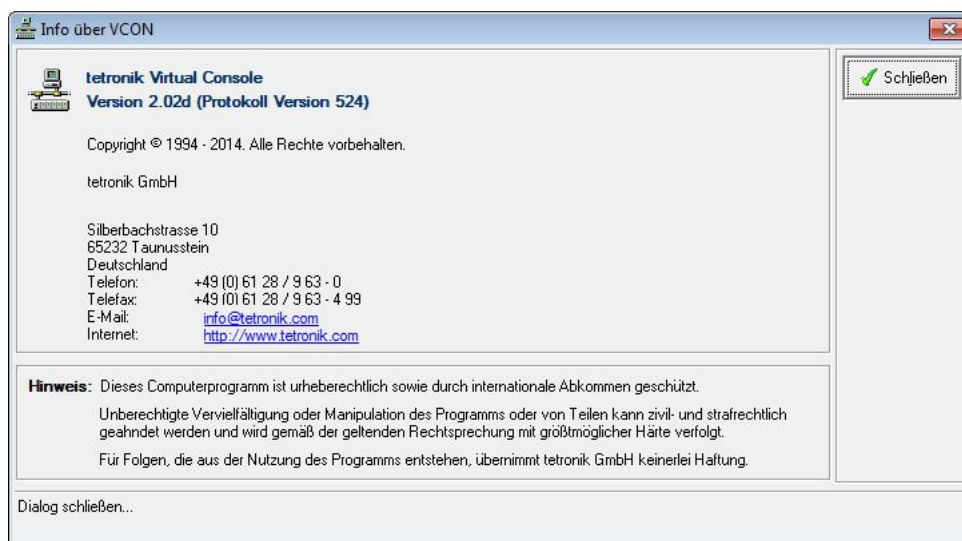 Info über VCON
tetronik Virtual Console
Version 2.02d (Protokoll Version 524)
Schließen
Copyright © 1994 - 2014. Alle Rechte vorbehalten.
tetronik GmbH
Silberbachstrasse 10
65232 Taunusstein
Deutschland
Telefon: +49 (0) 61 28 / 9 63 - 0
Telefax: +49 (0) 61 28 / 9 63 - 4 99
E-Mail: info@tetronik.com
Internet: http://www.tetronik.com
Hinweis: Dieses Computerprogramm ist urheberechtlich sowie durch internationale Abkommen geschützt.
Unberechtigte Vervielfältigung oder Manipulation des Programms oder von Teilen kann zivil- und strafrechtlich
geahndet werden und wird gemäß der geltenden Rechtsprechung mit größtmöglicher Härte verfolgt.
Für Folgen, die aus der Nutzung des Programms entstehen, übernimmt tetronik GmbH keinerlei Haftung.
Dialog schließen...